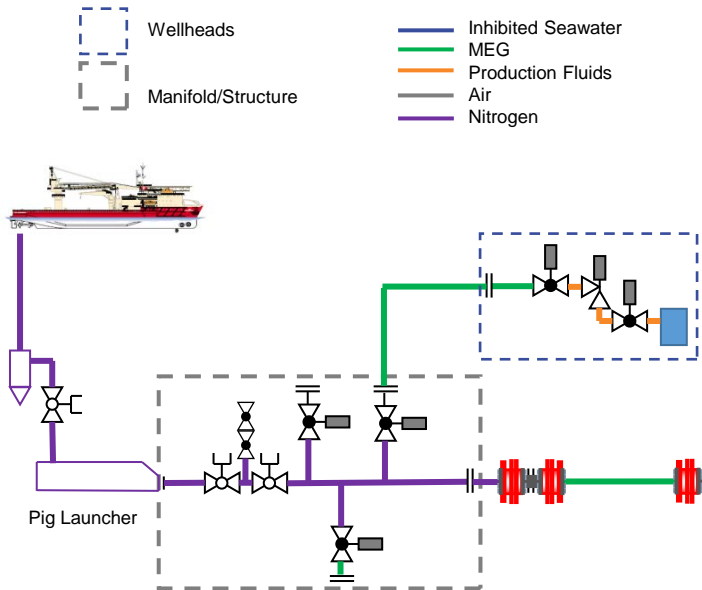 Wellheads
Manifold/Structure
Inhibited Seawater
MEG
Production Fluids
Air
Nitrogen
Pig Launcher